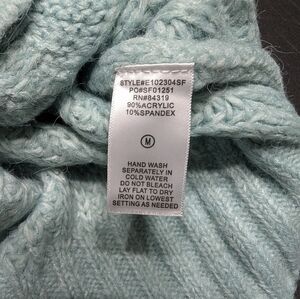 STYLE#E102304SF
PO#SF01251
RN#84319
90%ACRYLIC
10%SPANDEX
M
HAND WASH
SEPARATELY IN
COLD WATER
DO NOT BLEACH
LAY FLAT TO DRY
IRON ON LOWEST
SETTING AS NEEDED